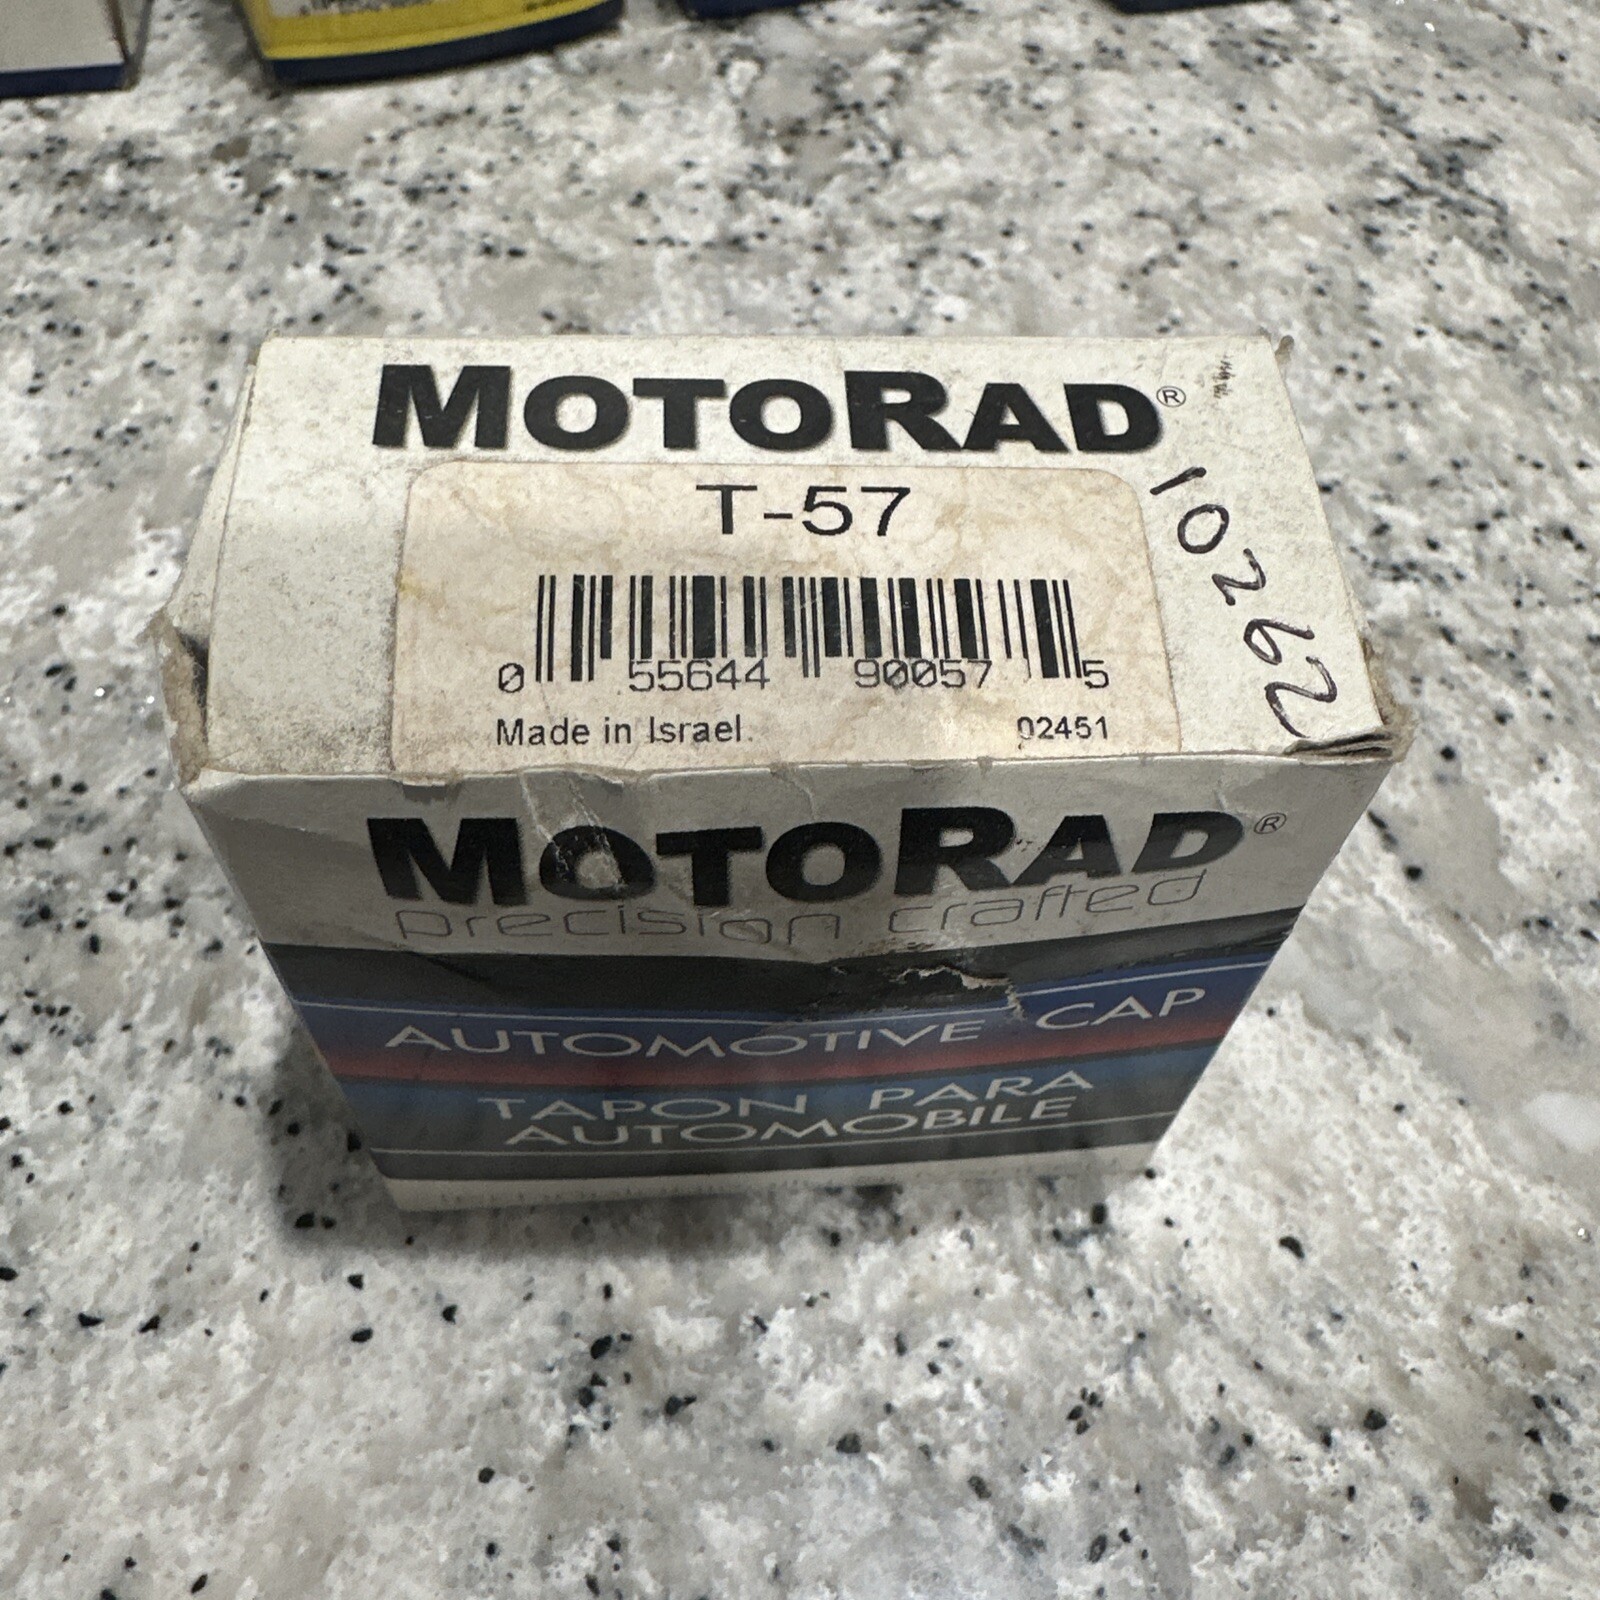 MOTORAD®
T-57
0 55644 90057 5
Made in Israel.
02451
10262
MOTORAD®
precision crafted
AUTOMOTIVE CAP
TAPON PARA
AUTOMOBILE